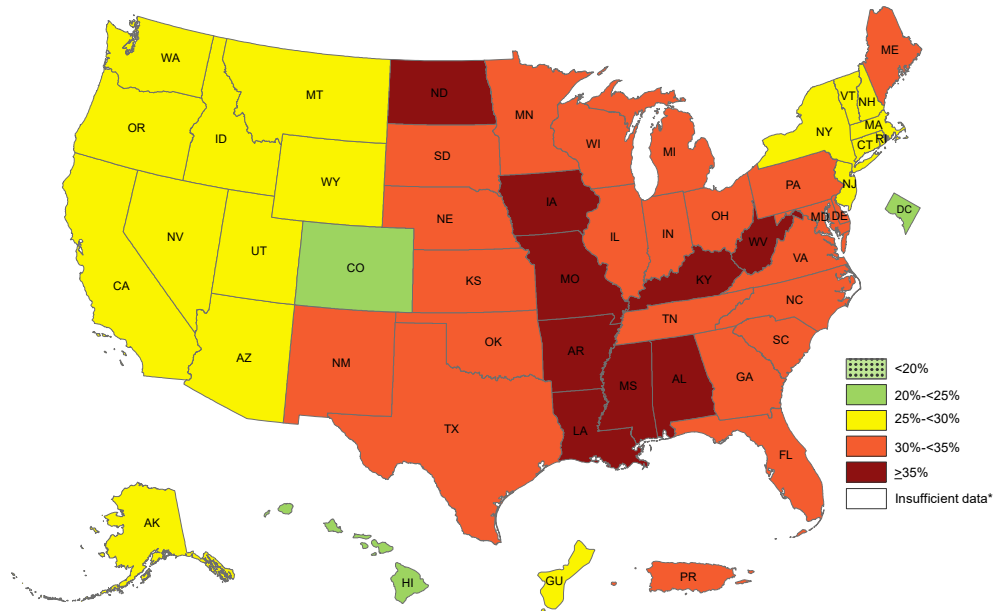 WA
MT
ND
MN
ME
OR
ID
WY
SD
WI
MI
NY
VT
NH
MA
CT
RI
NV
UT
CO
NE
IA
IL
IN
OH
PA
NJ
MD
DE
DC
CA
AZ
NM
KS
MO
KY
WV
VA
OK
AR
TN
NC
TX
LA
MS
AL
GA
SC
FL
AK
HI
GU
PR
<20%
20%-<25%
25%-<30%
30%-<35%
≥35%
Insufficient data*